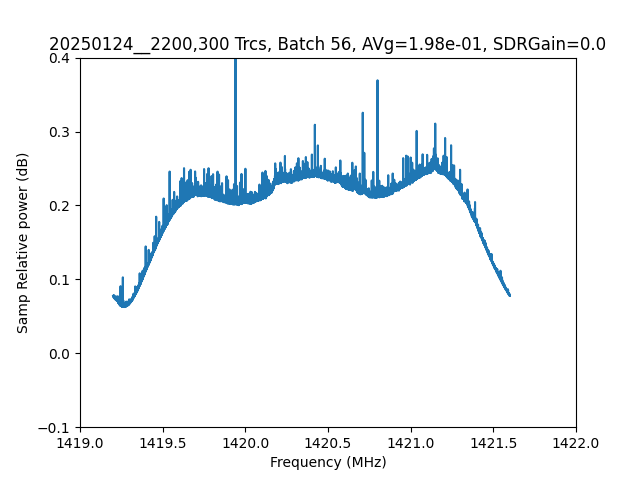 20250124__2200,300 Trcs, Batch 56, AVg=1.98e-01, SDRGain=0.0
0.4
0.3
0.2
0.1
0.0
−0.1
Samp Relative power (dB)
1419.0 1419.5 1420.0 1420.5 1421.0 1421.5 1422.0
Frequency (MHz)